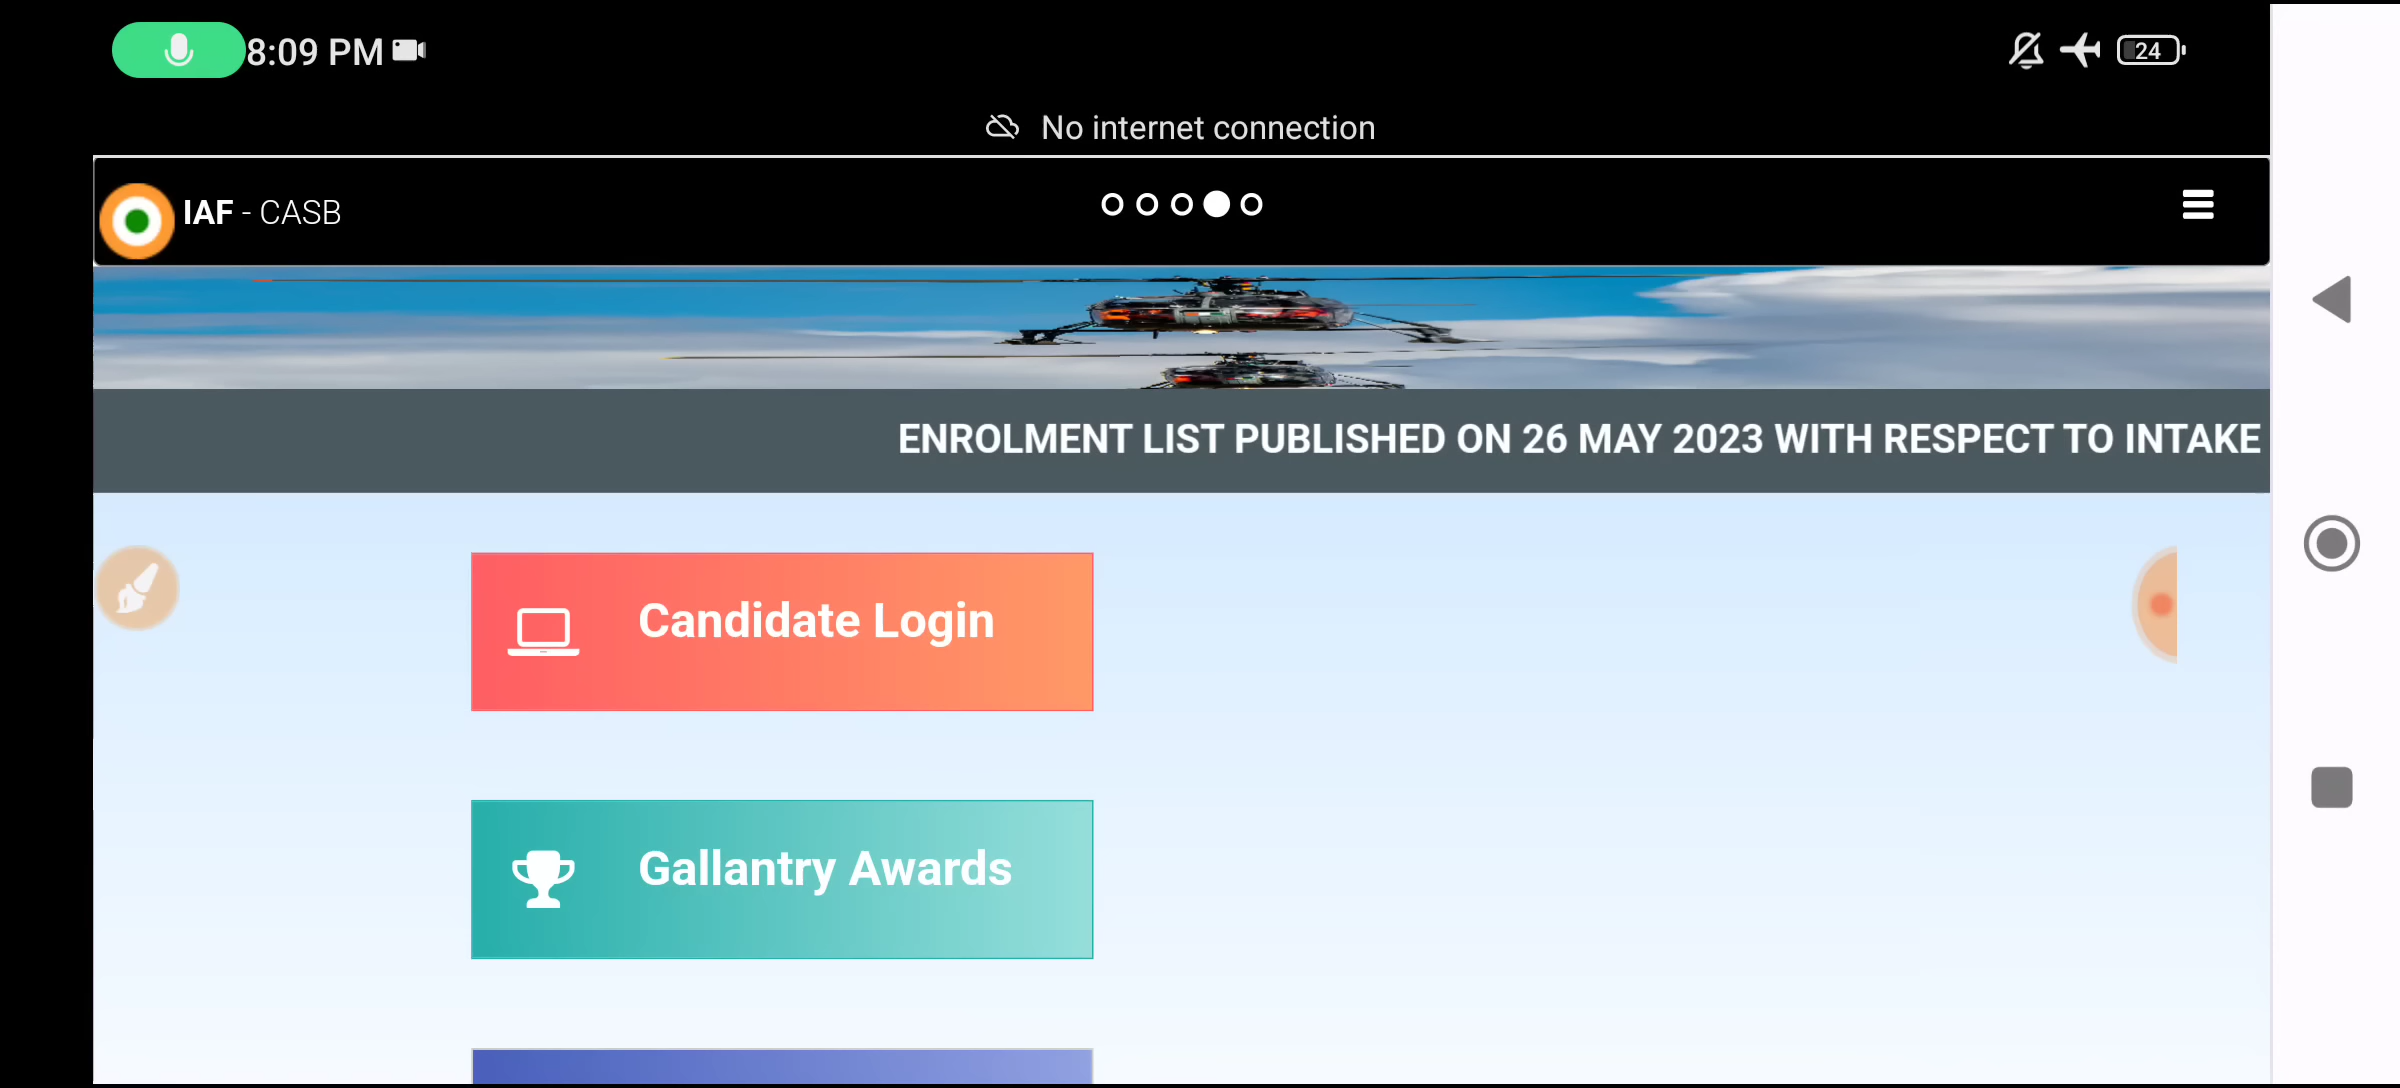 8:09 PM
24
No internet connection
IAF - CASB
ENROLMENT LIST PUBLISHED ON 26 MAY 2023 WITH RESPECT TO INTAKE
Candidate Login
Gallantry Awards